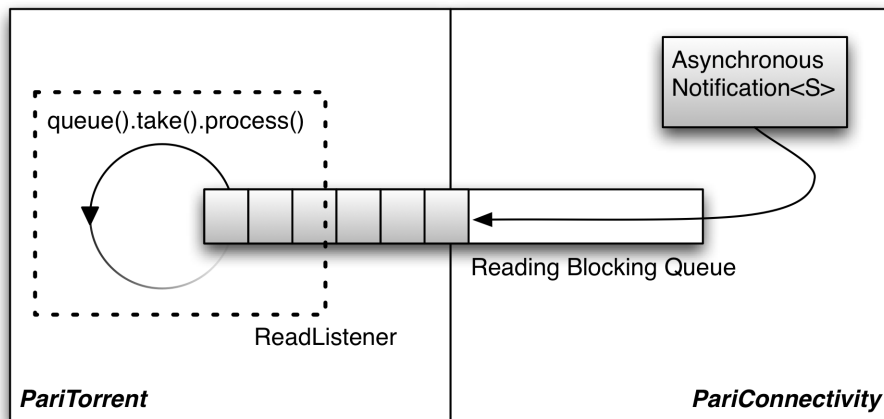 Asynchronous
Notification<S>
queue().take().process()
Reading Blocking Queue
ReadListener
PariTorrent
PariConnectivity